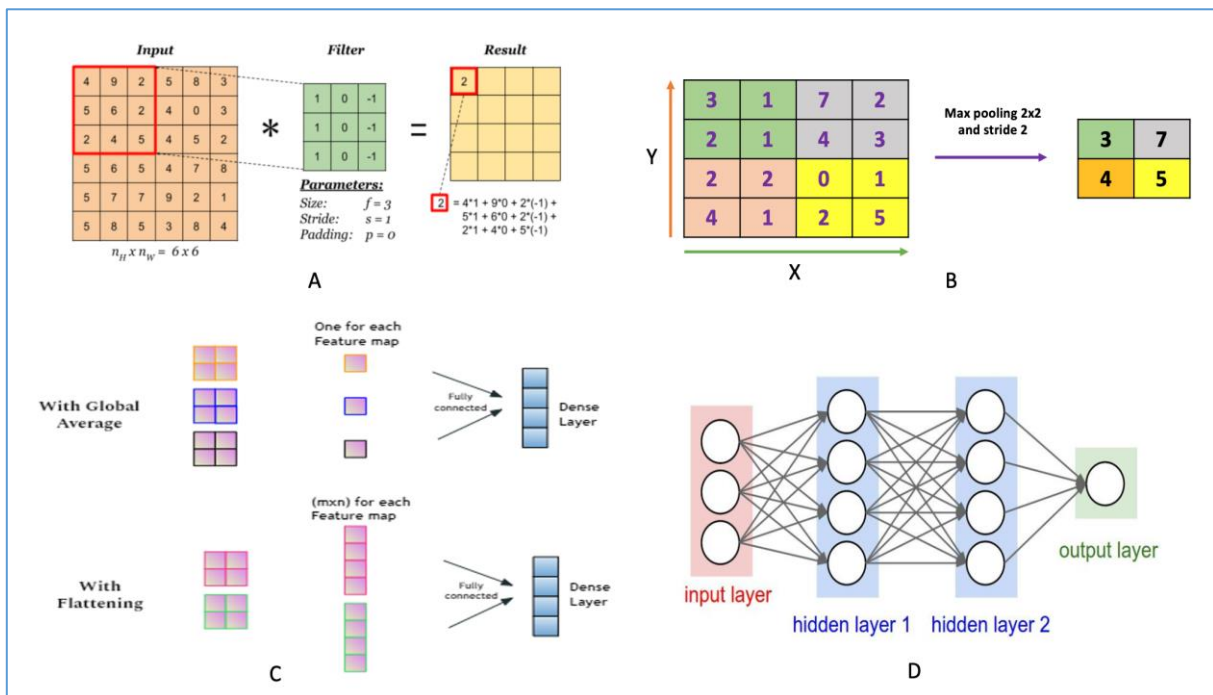 Input
Filter
Result
4 9 2 5 8 3
5 6 2 4 0 3
2 4 5 4 5 2
5 6 5 4 7 8
5 7 7 9 2 1
5 8 5 3 8 4
n_H x n_W = 6 x 6
*
1 0 -1
1 0 -1
1 0 -1
Parameters:
Size: f = 3
Stride: s = 1
Padding: p = 0
=
2
2 = 4*1 + 9*0 + 2*(-1) +
5*1 + 6*0 + 2*(-1) +
2*1 + 4*0 + 5*(-1)
A
Y
3 1 7 2
2 1 4 3
2 2 0 1
4 1 2 5
X
Max pooling 2x2
and stride 2
3 7
4 5
B
With Global
Average
One for each
Feature map
Fully
connected
Dense
Layer
With
Flattening
(mxn) for each
Feature map
Fully
connected
Dense
Layer
C
input layer
hidden layer 1
hidden layer 2
output layer
D